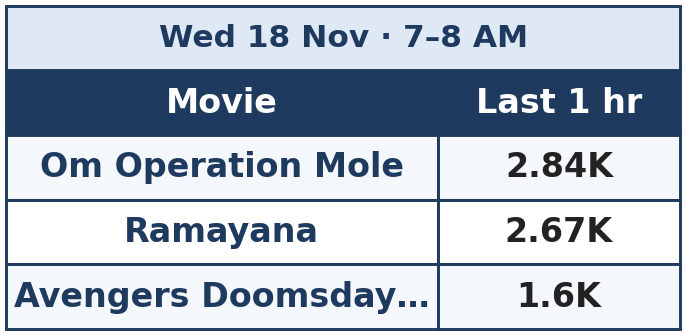 Wed 18 Nov · 7–8 AM
Movie Last 1 hr
Om Operation Mole 2.84K
Ramayana 2.67K
Avengers Doomsday... 1.6K